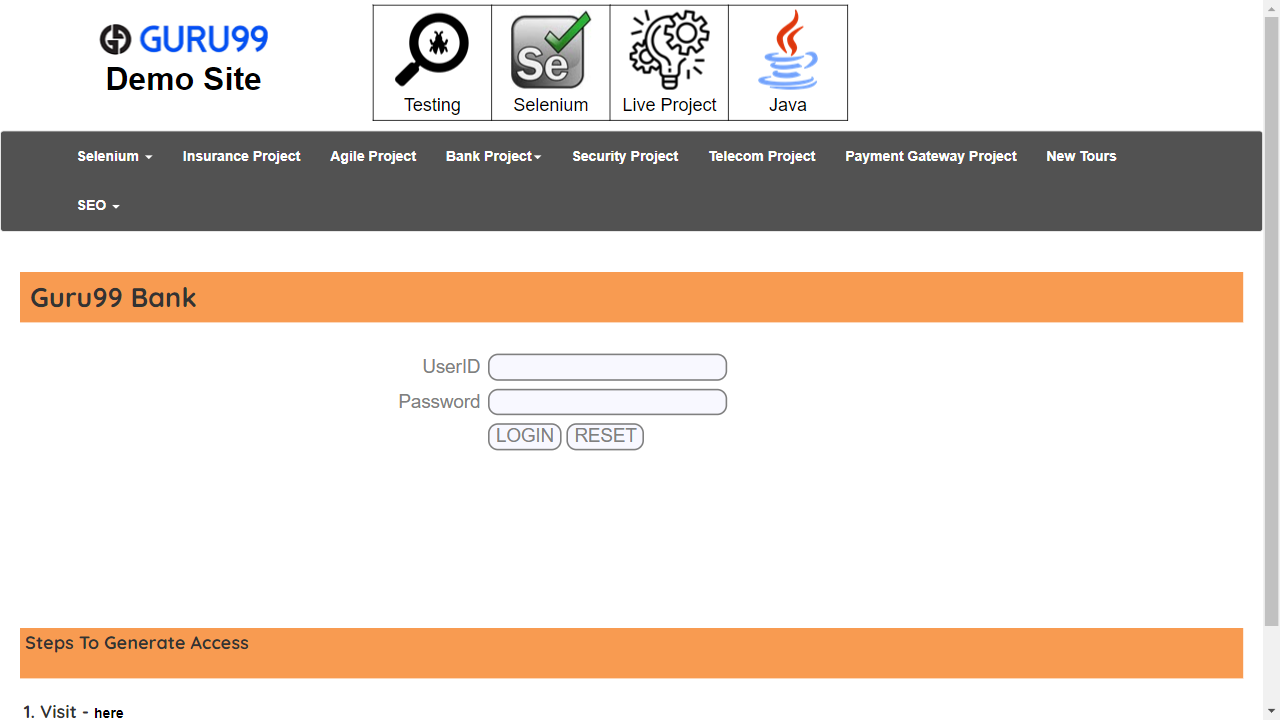 GURU99
Demo Site
Se
Testing Selenium Live Project Java
Selenium Insurance Project Agile Project Bank Project Security Project Telecom Project Payment Gateway Project New Tours
SEO
Guru99 Bank
UserID
Password
LOGIN RESET
Steps To Generate Access
1. Visit - here